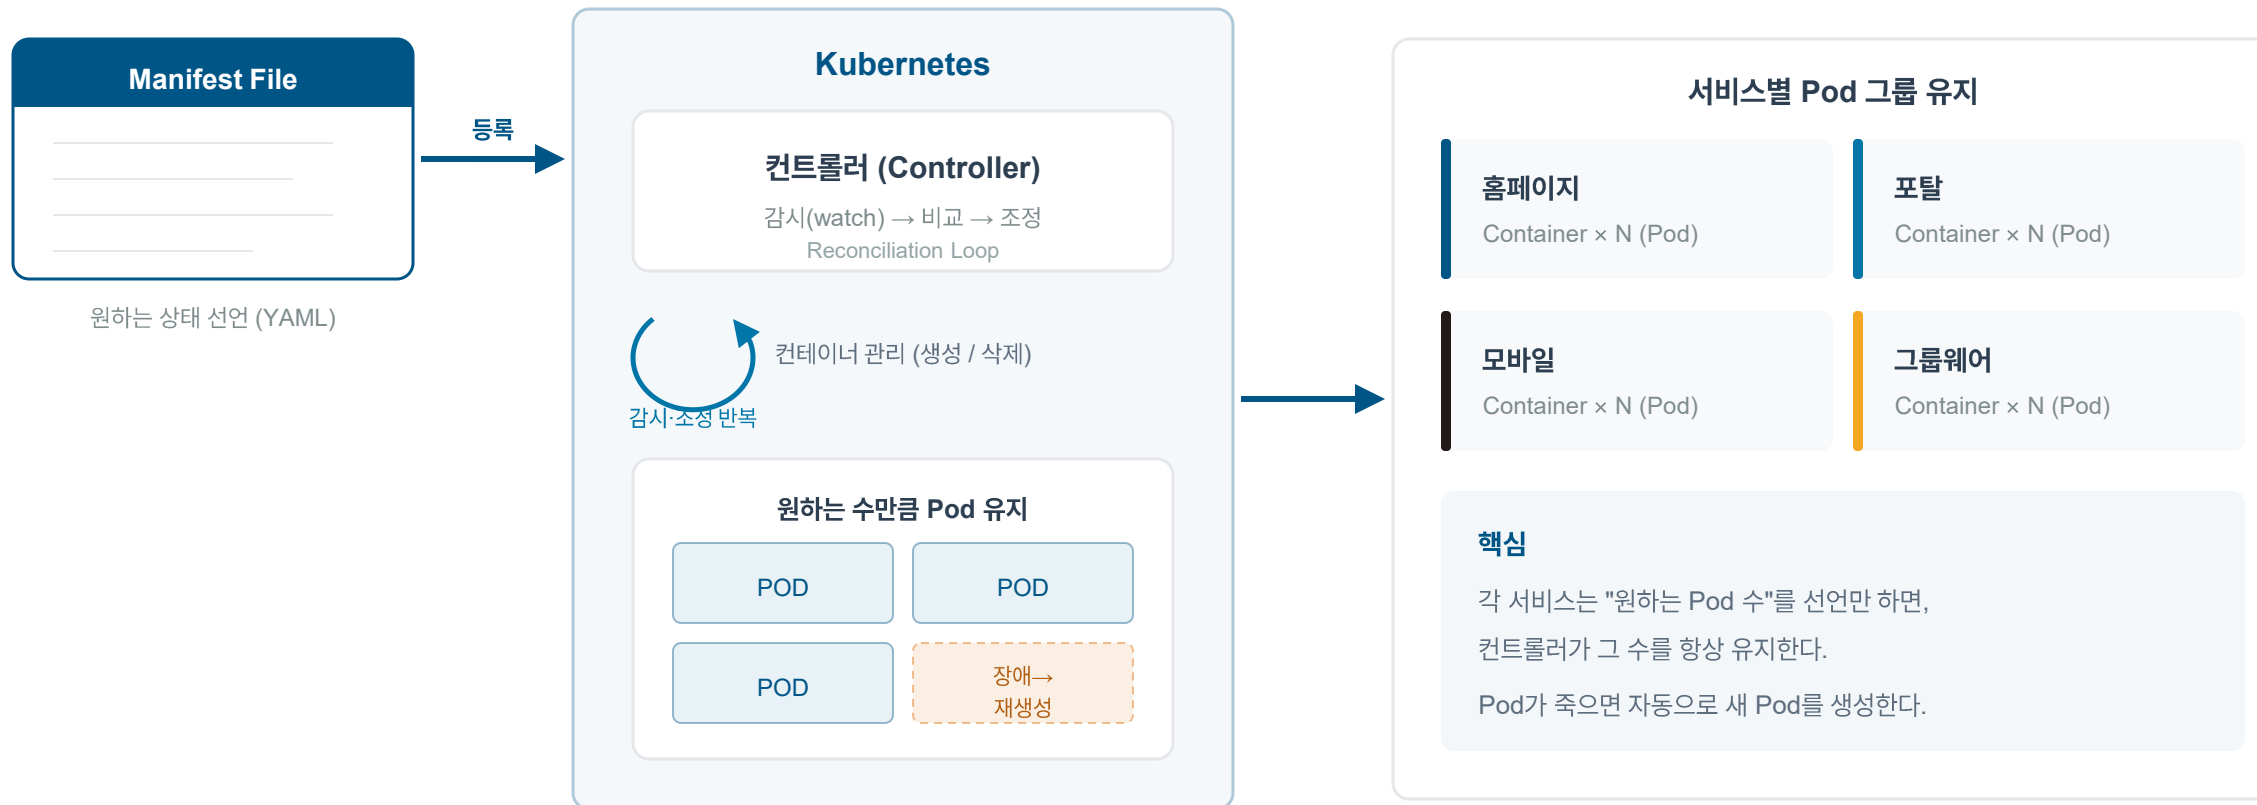 Manifest File
원하는 상태 선언 (YAML)
등록
Kubernetes
컨트롤러 (Controller)
감시(watch) → 비교 → 조정
Reconciliation Loop
컨테이너 관리 (생성 / 삭제)
감시·조정 반복
원하는 수만큼 Pod 유지
POD
POD
POD
장애→
재생성
서비스별 Pod 그룹 유지
홈페이지
Container × N (Pod)
포탈
Container × N (Pod)
모바일
Container × N (Pod)
그룹웨어
Container × N (Pod)
핵심
각 서비스는 "원하는 Pod 수"를 선언만 하면,
컨트롤러가 그 수를 항상 유지한다.
Pod가 죽으면 자동으로 새 Pod를 생성한다.